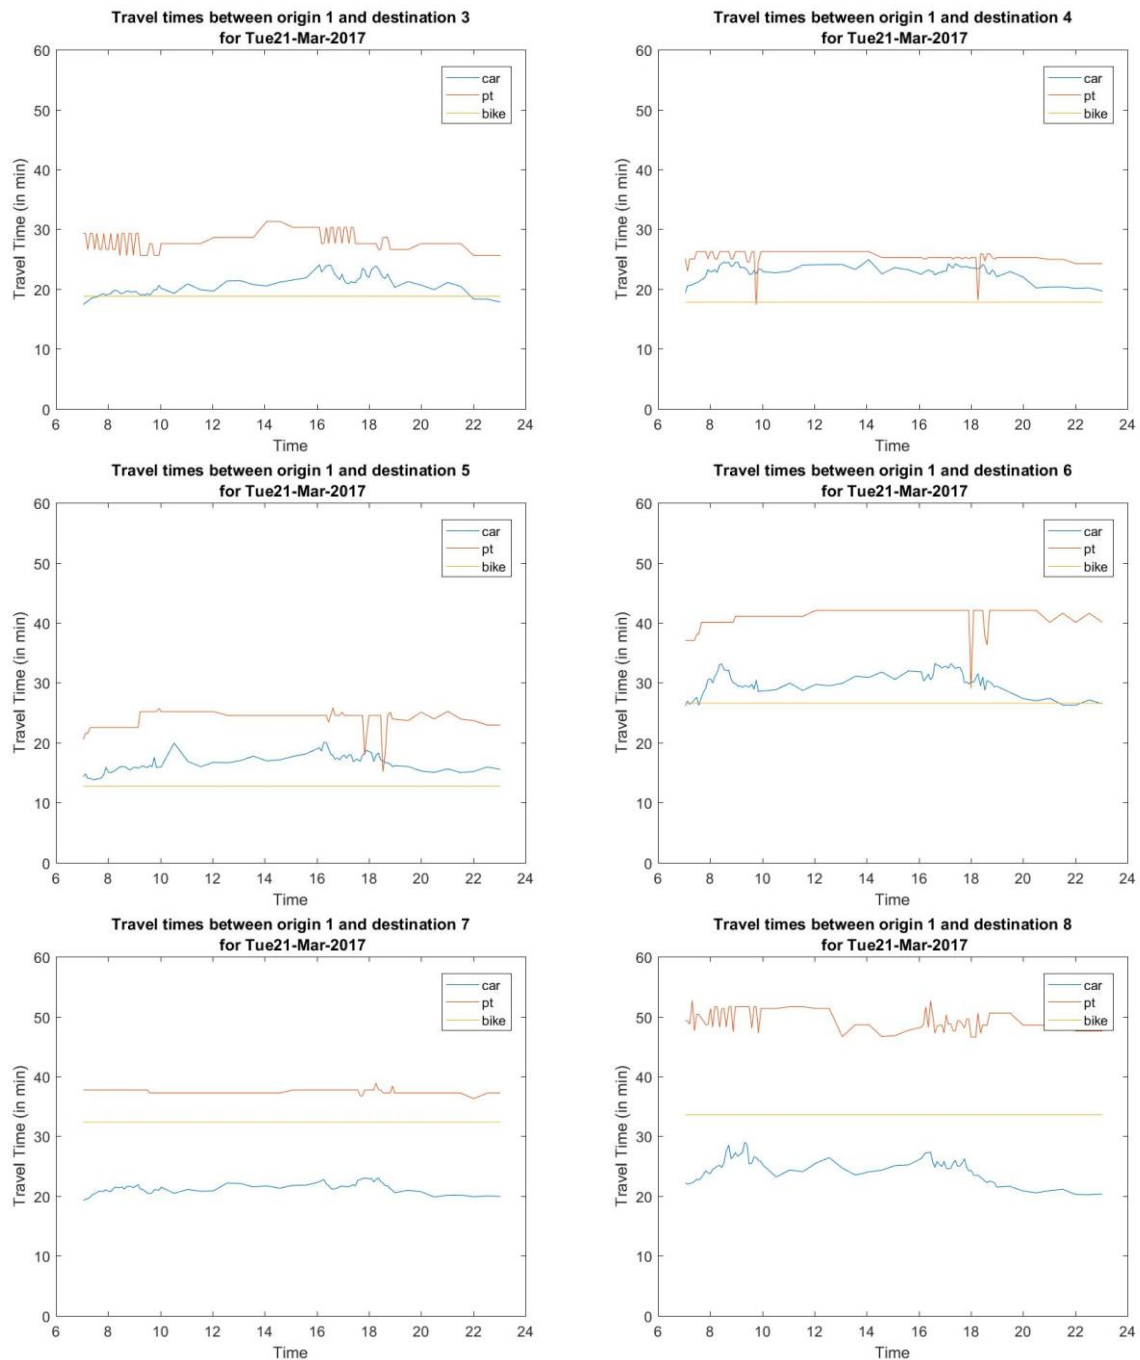 Travel times between origin 1 and destination 3
for Tue21-Mar-2017
Travel Time (in min)
60
50
40
30
20
10
0
car
pt
bike
6 8 10 12 14 16 18 20 22 24
Time
Travel times between origin 1 and destination 4
for Tue21-Mar-2017
Travel Time (in min)
60
50
40
30
20
10
0
car
pt
bike
6 8 10 12 14 16 18 20 22 24
Time
Travel times between origin 1 and destination 5
for Tue21-Mar-2017
Travel Time (in min)
60
50
40
30
20
10
0
car
pt
bike
6 8 10 12 14 16 18 20 22 24
Time
Travel times between origin 1 and destination 6
for Tue21-Mar-2017
Travel Time (in min)
60
50
40
30
20
10
0
car
pt
bike
6 8 10 12 14 16 18 20 22 24
Time
Travel times between origin 1 and destination 7
for Tue21-Mar-2017
Travel Time (in min)
60
50
40
30
20
10
0
car
pt
bike
6 8 10 12 14 16 18 20 22 24
Time
Travel times between origin 1 and destination 8
for Tue21-Mar-2017
Travel Time (in min)
60
50
40
30
20
10
0
car
pt
bike
6 8 10 12 14 16 18 20 22 24
Time